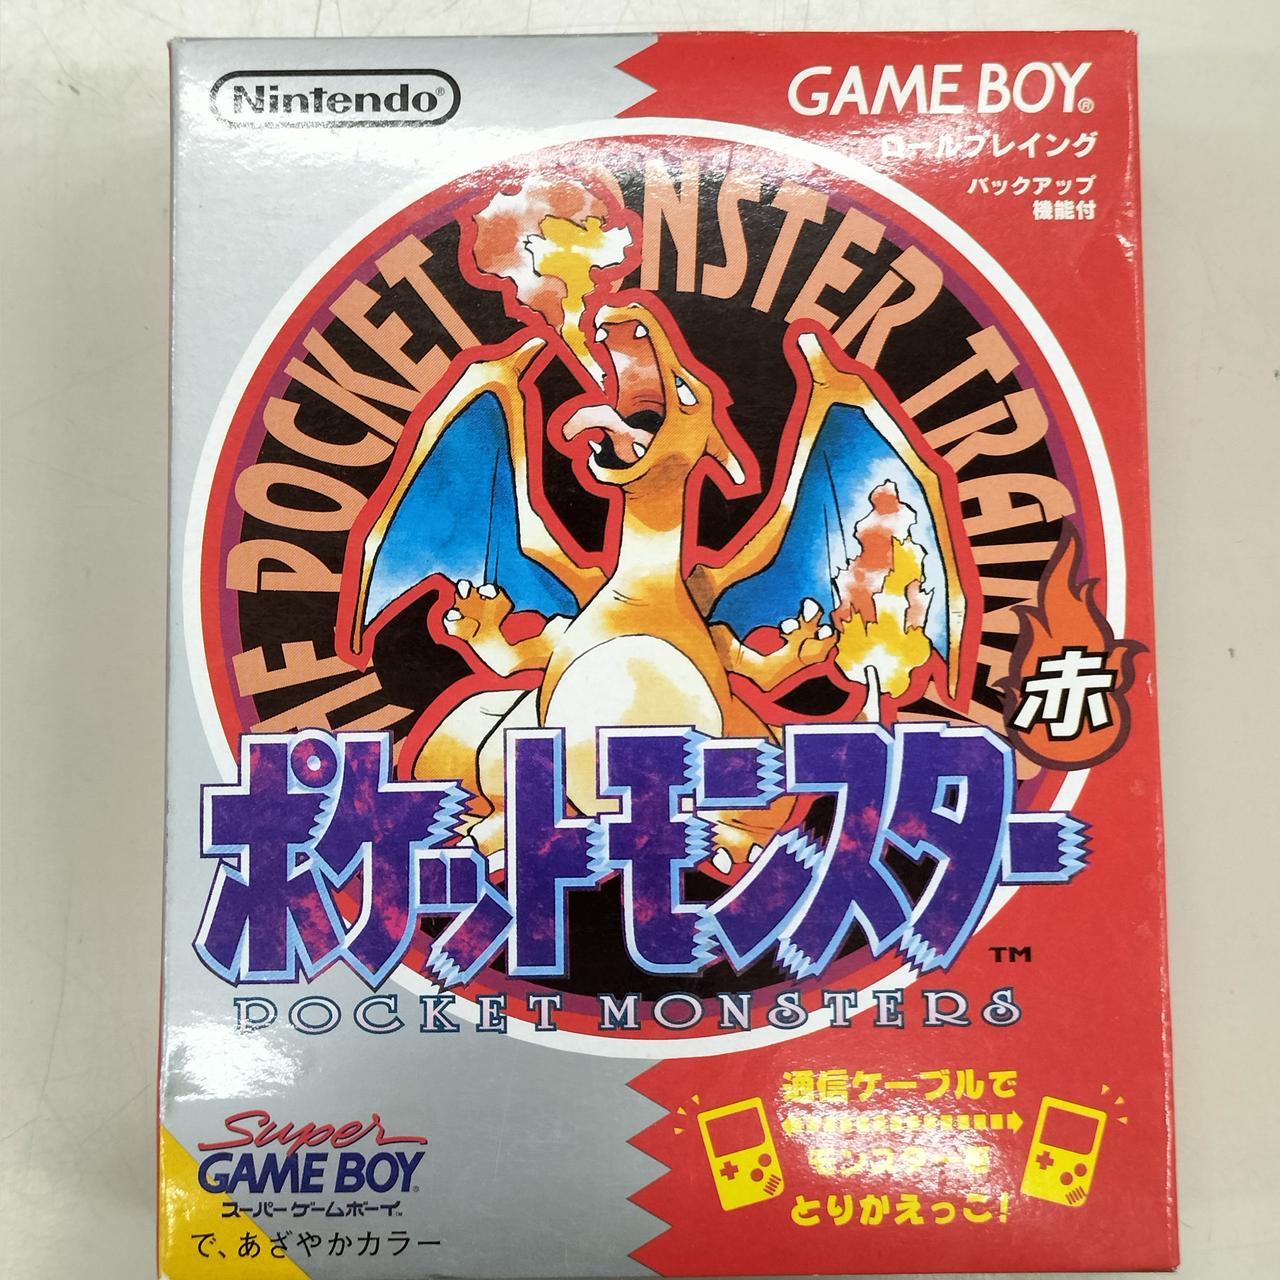 Nintendo®
GAME BOY®
ロールプレイング
バックアップ
機能付
POCKET MONSTER TRAINE
赤
ポケットモンスター
TM
POCKET MONSTERS
Super
GAME BOY
スーパーゲームボーイ
で、あざやかカラー
通信ケーブルで
モンスターを
とりかえっこ!